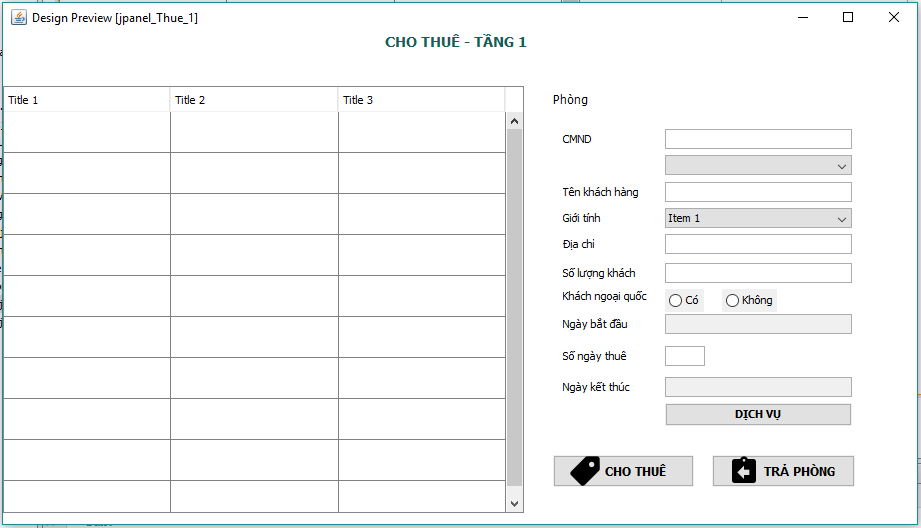 Design Preview [jpanel_Thue_1]
CHO THUÊ - TẦNG 1
Title 1 Title 2 Title 3
Phòng
CMND
Tên khách hàng
Giới tính Item 1
Địa chỉ
Số lượng khách
Khách ngoại quốc Có Không
Ngày bắt đầu
Số ngày thuê
Ngày kết thúc
DỊCH VỤ
CHO THUÊ TRẢ PHÒNG